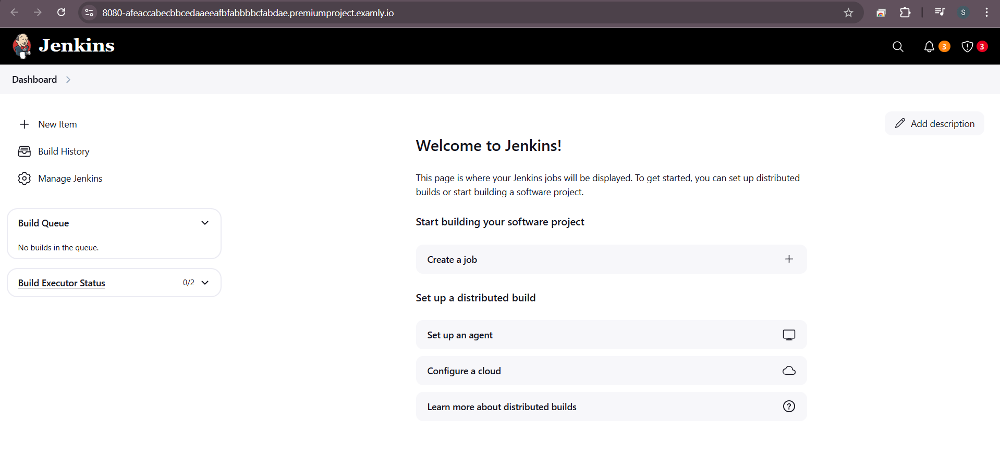 8080-afeaccabecbbcedaaeeafbfabbbbcfabdae.premiumproject.examly.io
S
Jenkins
3
3
Dashboard
New Item
Build History
Manage Jenkins
Build Queue
No builds in the queue.
Build Executor Status
0/2
Add description
Welcome to Jenkins!
This page is where your Jenkins jobs will be displayed. To get started, you can set up distributed
builds or start building a software project.
Start building your software project
Create a job
Set up a distributed build
Set up an agent
Configure a cloud
Learn more about distributed builds